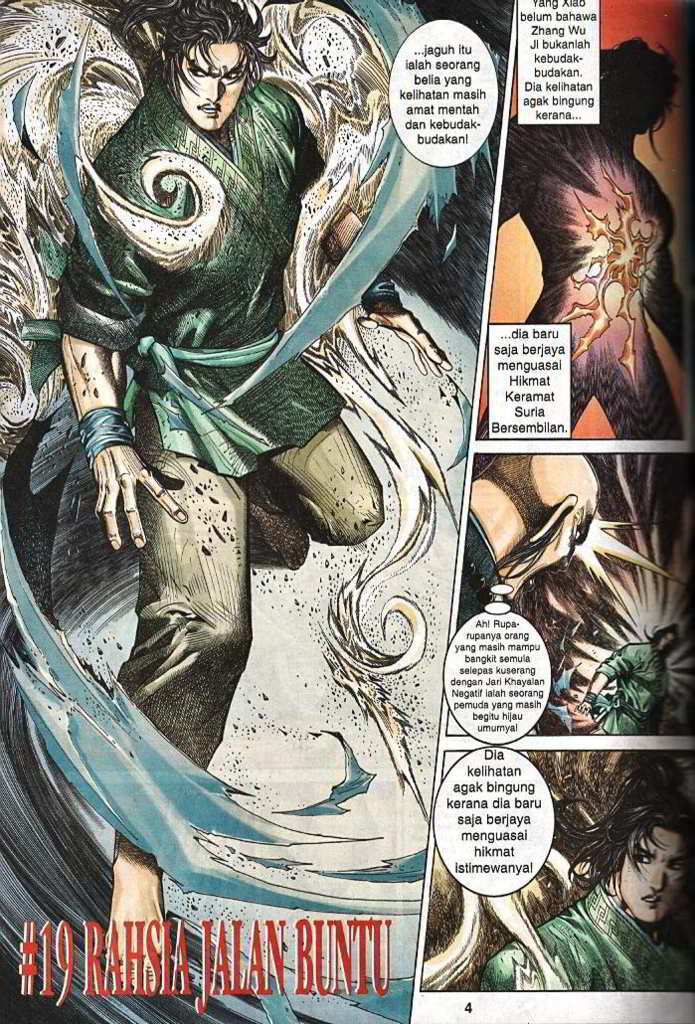 ...jaguh itu
ialah seorang
belia yang
kelihatan masih
amat mentah
dan kebudak-
budakan!
Yang Xiao
belum bahawa
Zhang Wu
Ji bukanlah
kebudak-
budakan.
Dia kelihatan
agak bingung
kerana...
...dia baru
saja berjaya
menguasai
Hikmat
Keramat
Suria
Bersembilan.
Ah! Rupa-
rupanya orang
yang masih mampu
bangkit semula
selepas kuserang
dengan Jari Khayalan
Negatif ialah seorang
pemuda yang masih
begitu hijau
umurnya!
Dia
kelihatan
agak bingung
kerana dia baru
saja berjaya
menguasai
hikmat
istimewanya!
#19 RAHSIA JALAN BUNTU
4